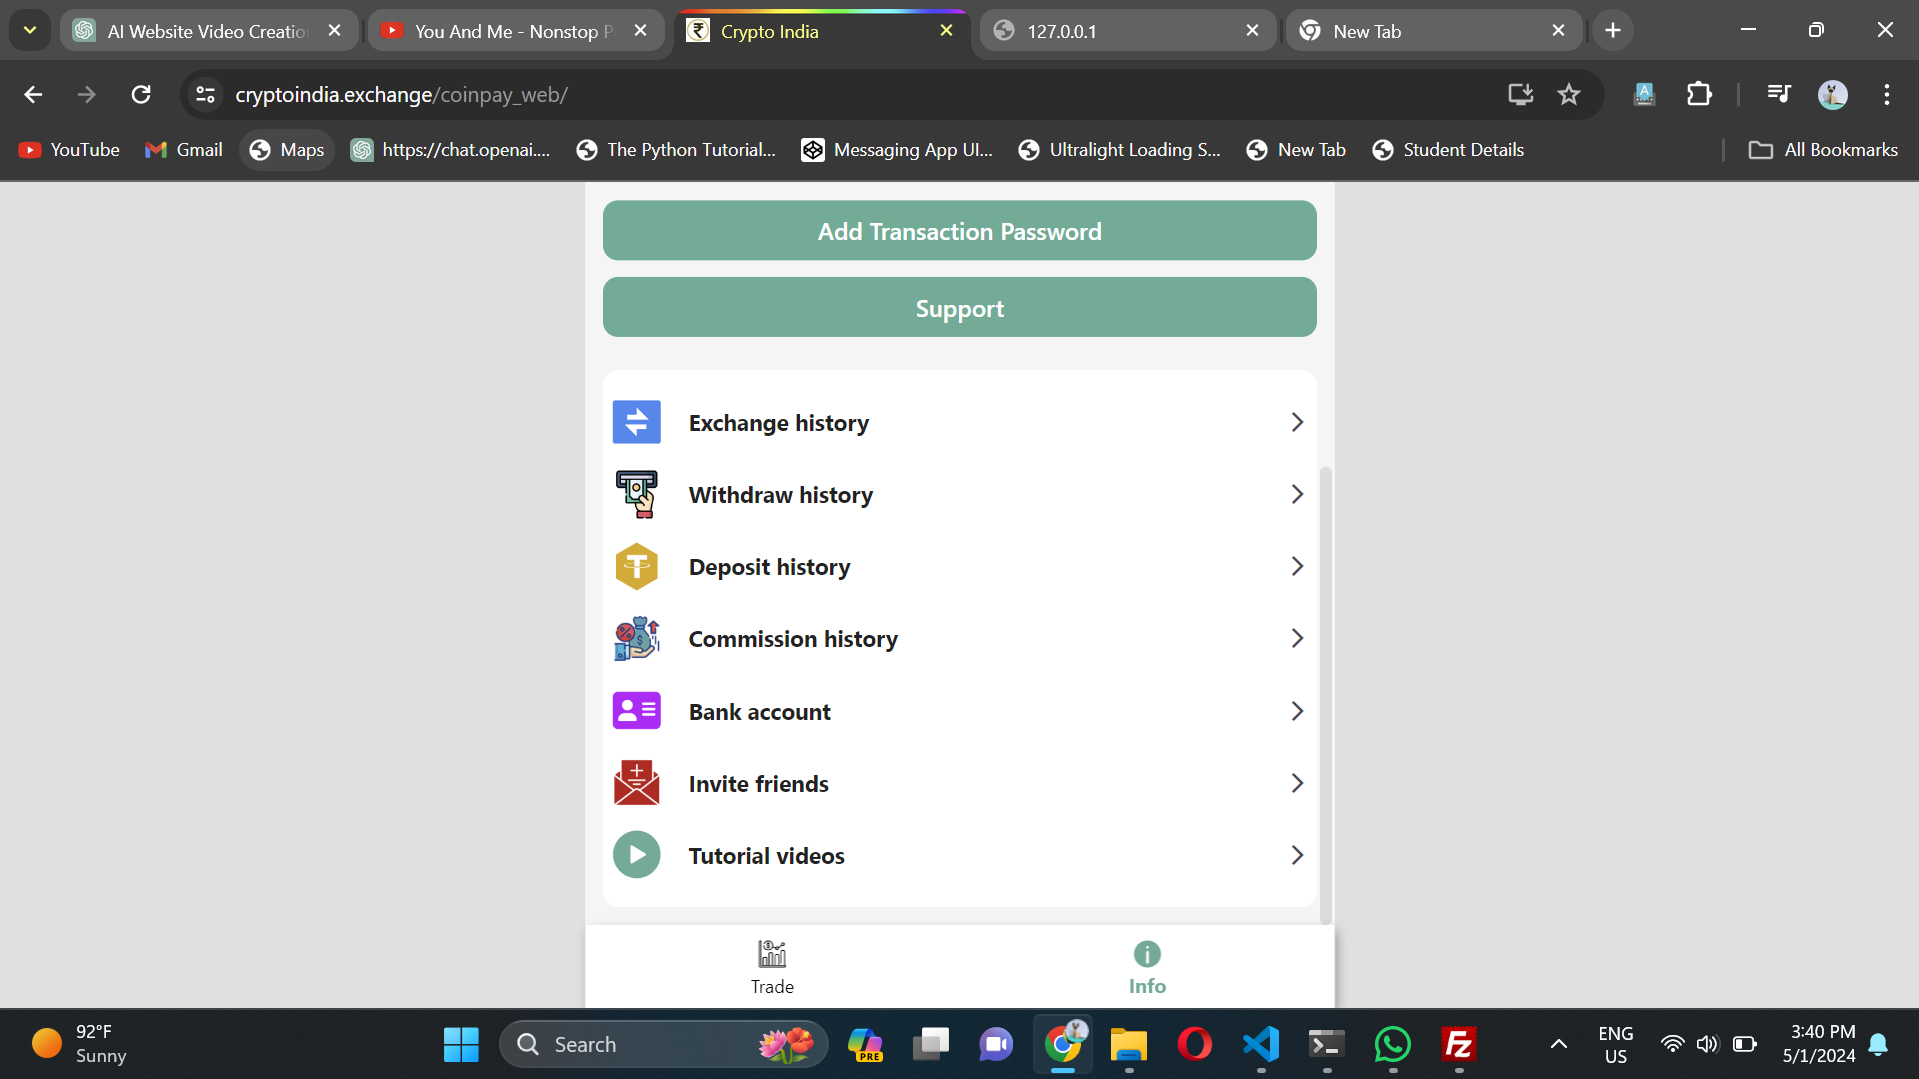 AI Website Video Creatio
You And Me - Nonstop P
Crypto India
127.0.0.1
New Tab
cryptoindia.exchange/coinpay_web/
YouTube
Gmail
Maps
https://chat.openai....
The Python Tutorial...
Messaging App UI...
Ultralight Loading S...
New Tab
Student Details
All Bookmarks
Add Transaction Password
Support
Exchange history
Withdraw history
Deposit history
Commission history
Bank account
Invite friends
Tutorial videos
Trade
Info
92°F
Sunny
Search
PRE
ENG
US
3:40 PM
5/1/2024